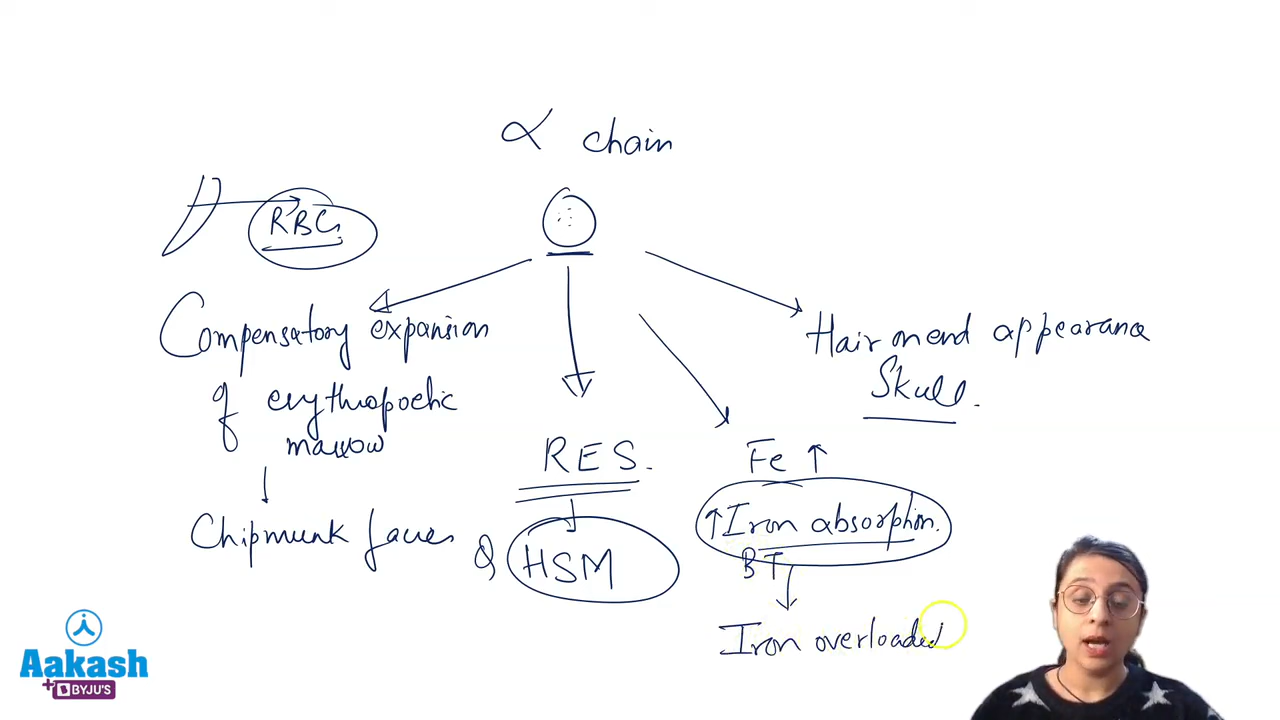 α chain
RBC
Compensatory expansion
of erythropoetic
marrow
Chipmunk facies
RES.
HSM
Fe ↑
↑ Iron absorption.
BT
Iron overloaded
Hair on end appearance
Skull.
Aakash
+ BYJU'S